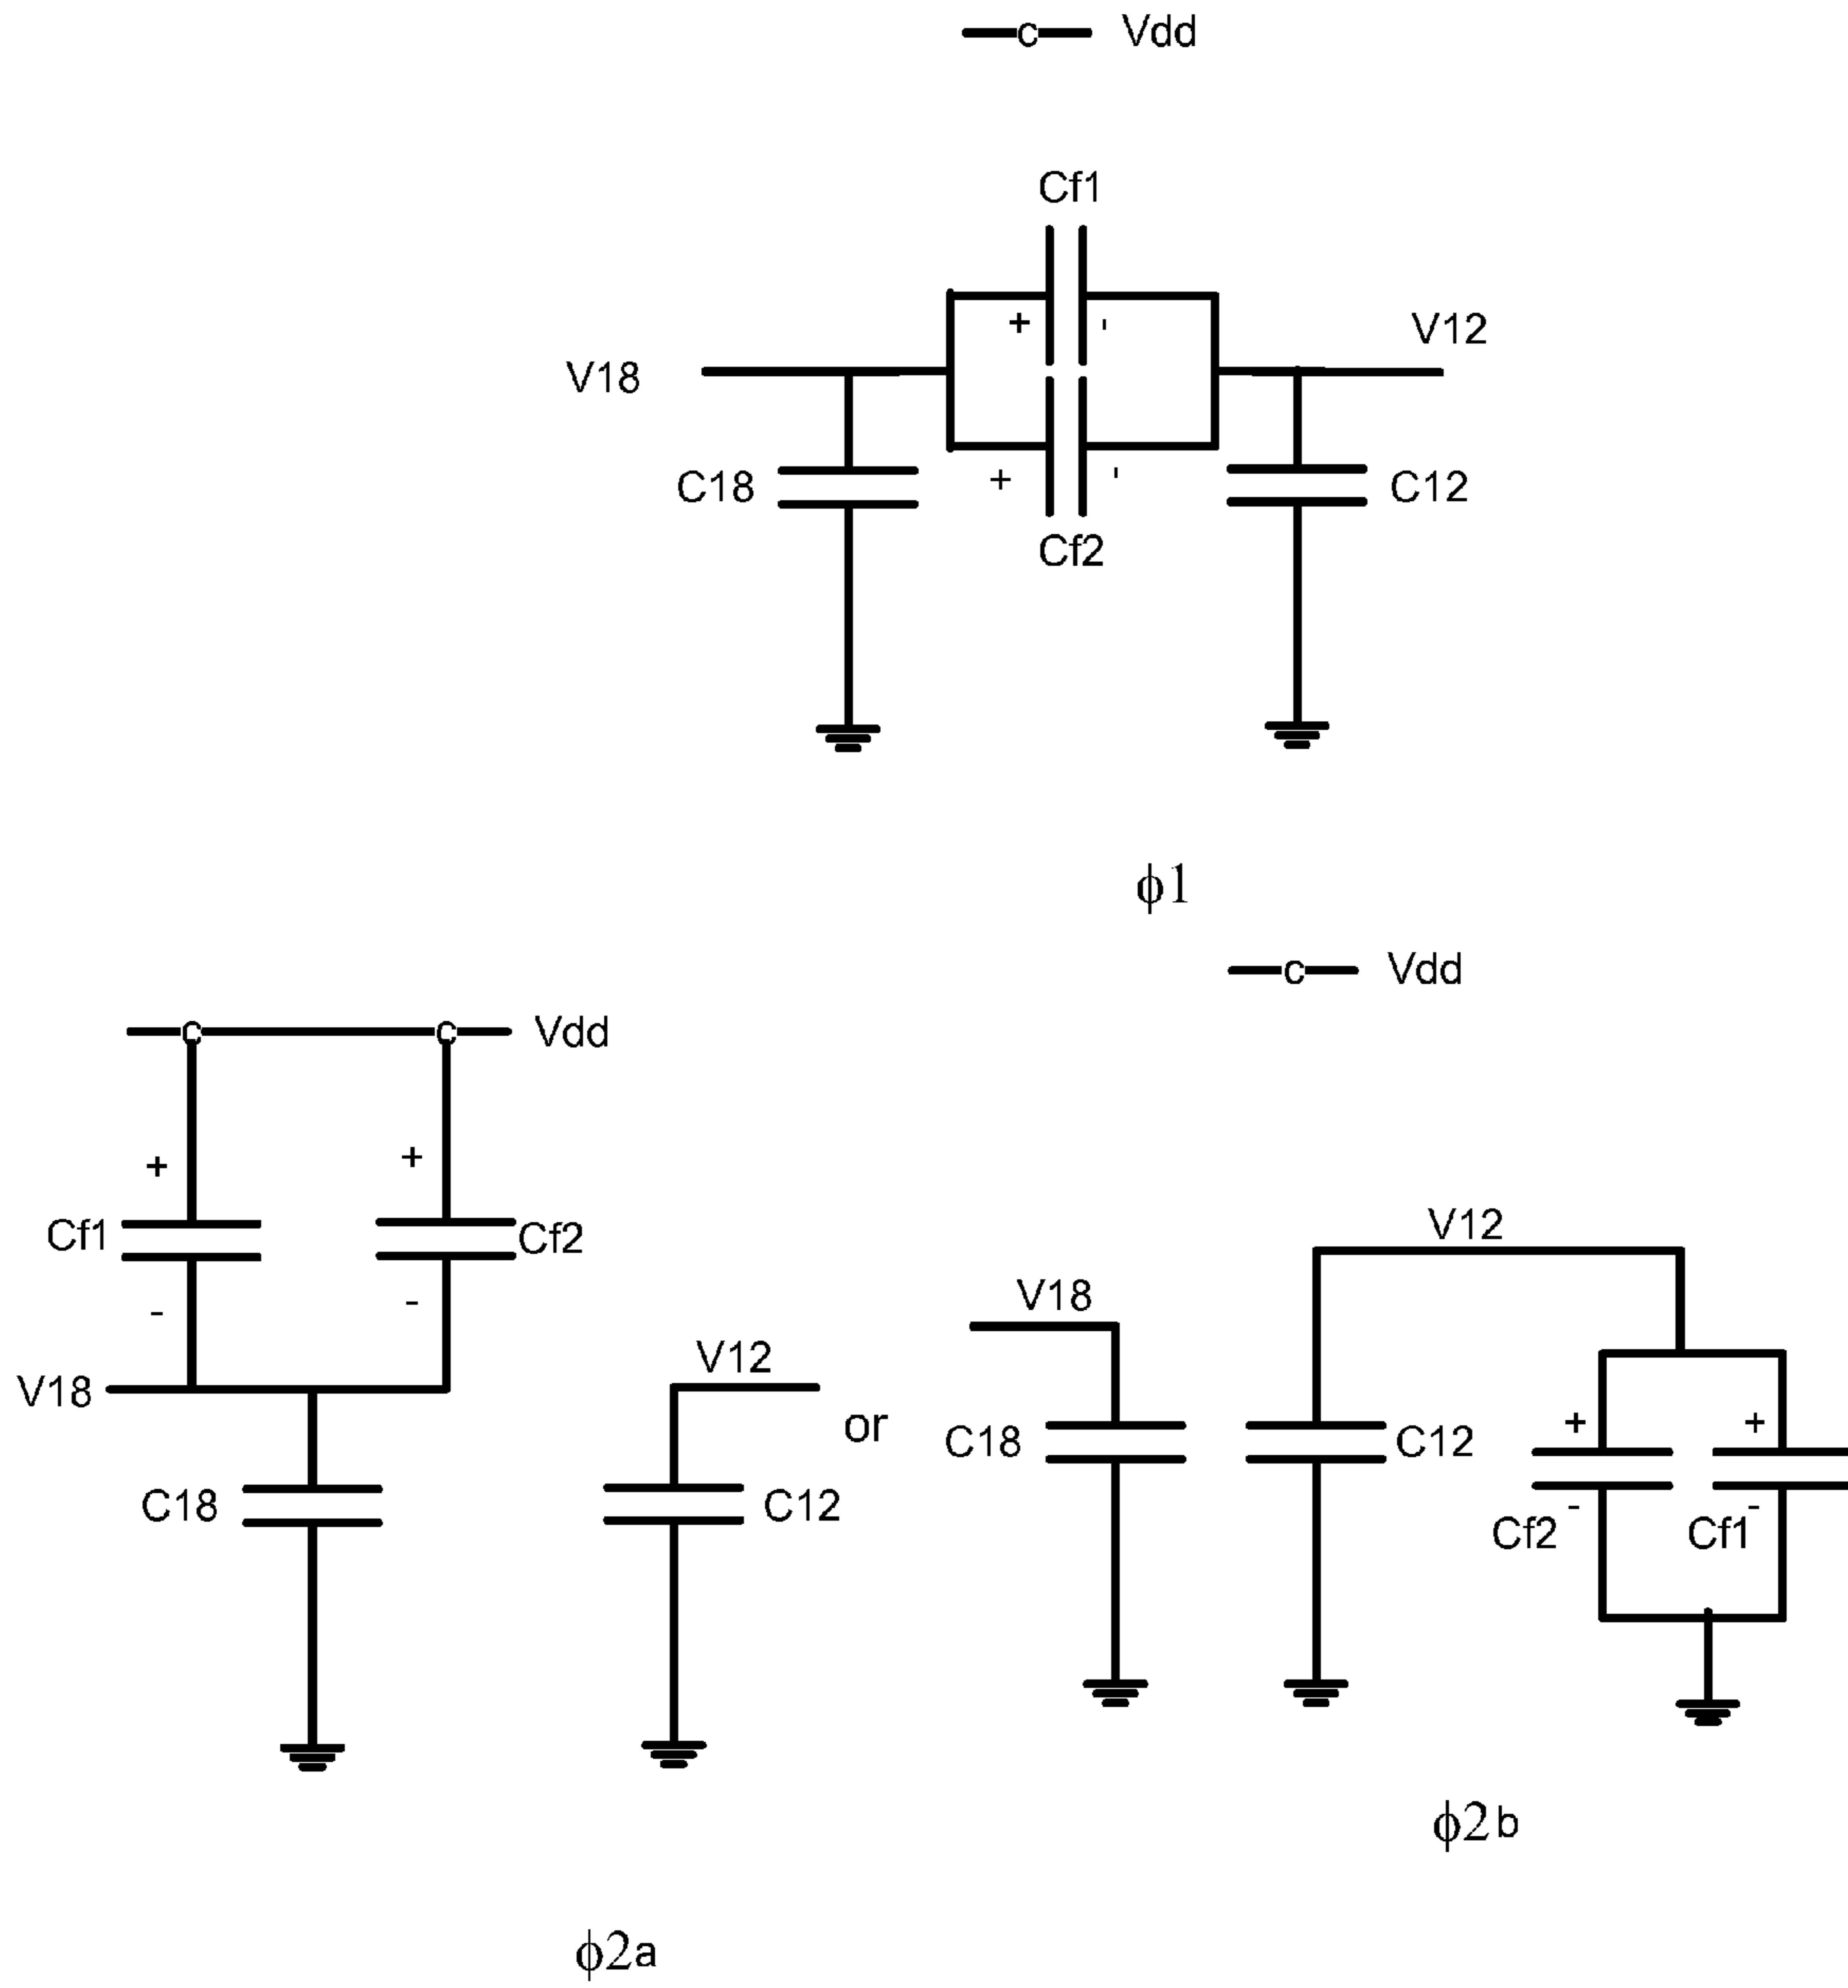 c Vdd
Cf1
+ -
V18
V12
C18
+ -
C12
Cf2
ϕ1
c Vdd
c c Vdd
+ +
Cf1
Cf2
- -
V18
V12
C18
C12
or
V18
V12
C18
C12
+ +
- -
Cf2
Cf1
ϕ2b
ϕ2a